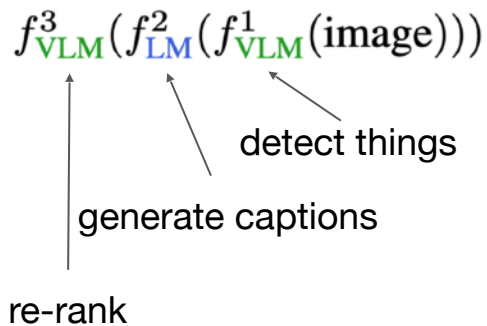 f³VLM(f²LM(f¹VLM(image)))
detect things
generate captions
re-rank